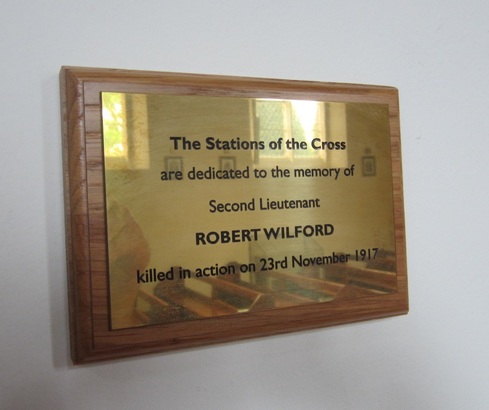 The Stations of the Cross
are dedicated to the memory of
Second Lieutenant
ROBERT WILFORD
killed in action on 23rd November 1917